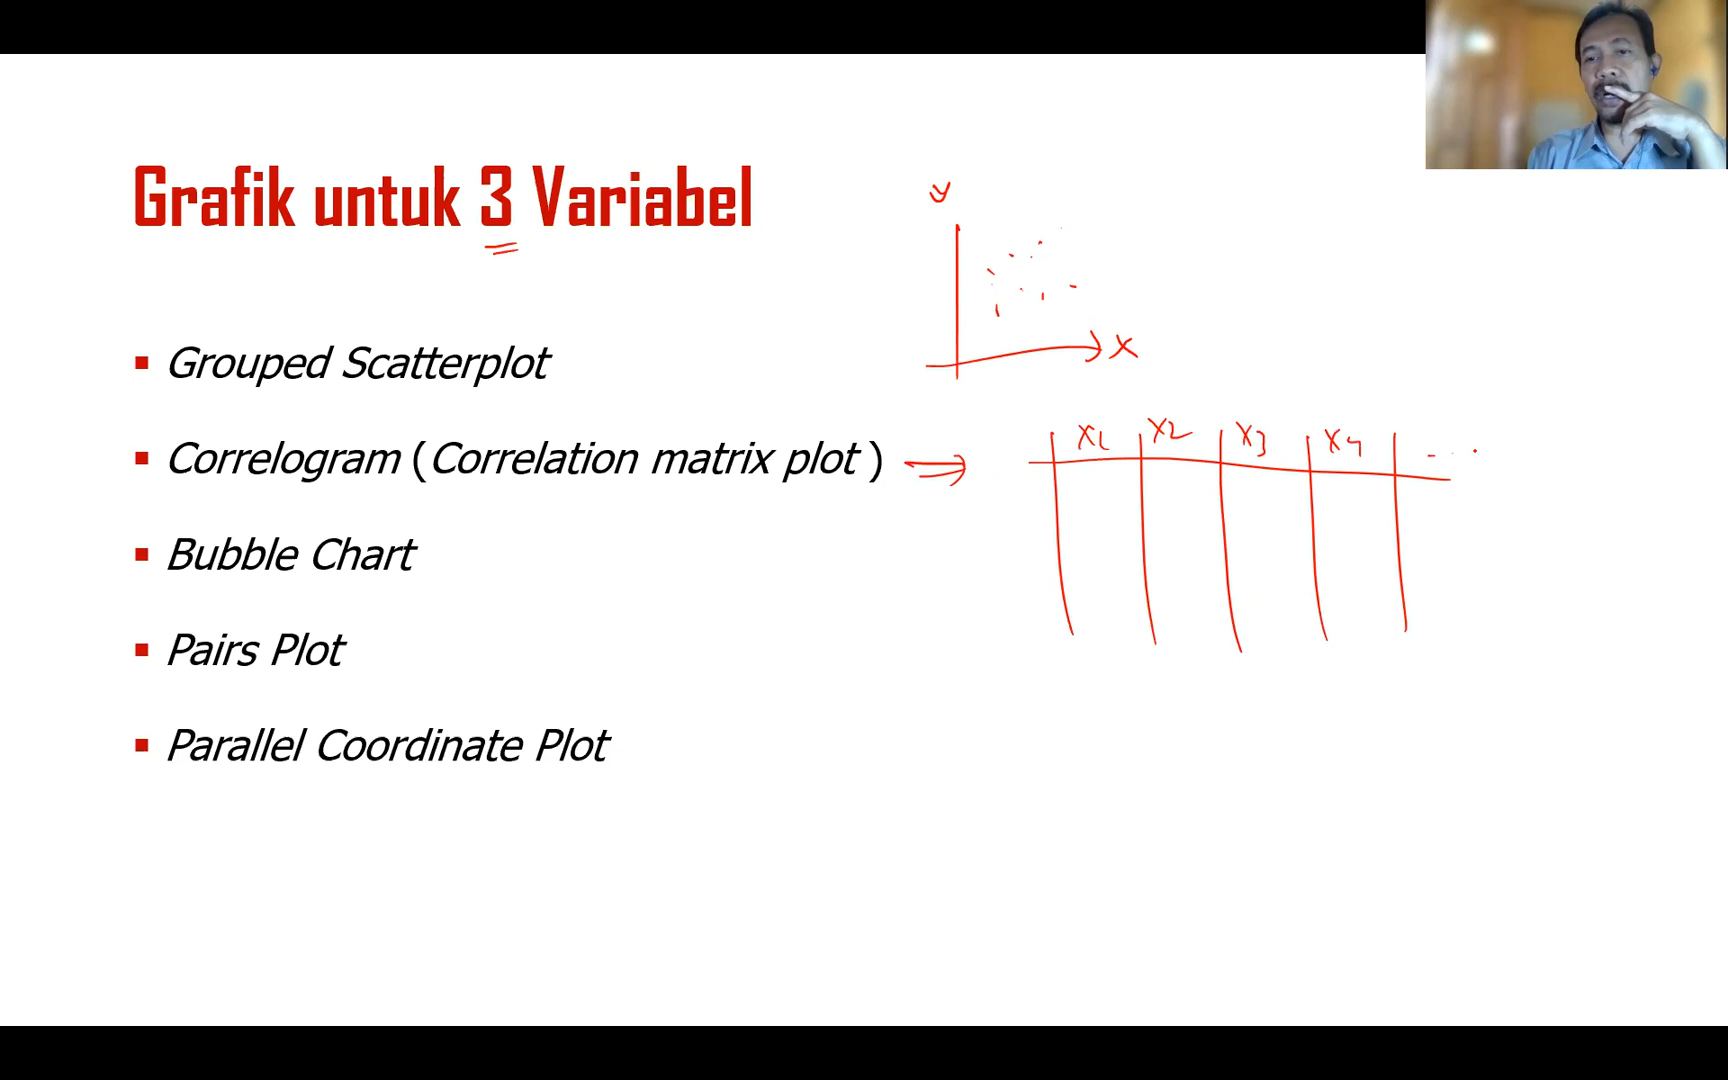 Grafik untuk 3 Variabel
y
x
Grouped Scatterplot
Correlogram (Correlation matrix plot )
x1 x2 x3 x4 ...
Bubble Chart
Pairs Plot
Parallel Coordinate Plot